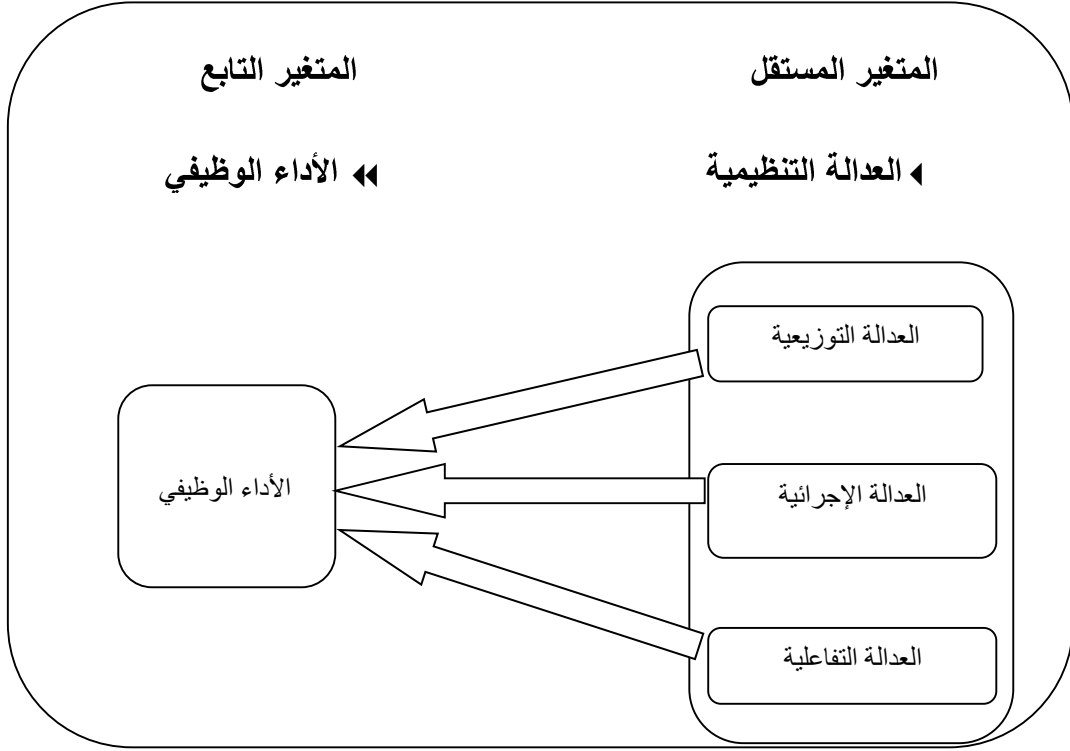 المتغير المستقل
المتغير التابع
العدالة التنظيمية
الأداء الوظيفي
العدالة التوزيعية
العدالة الإجرائية
الأداء الوظيفي
العدالة التفاعلية